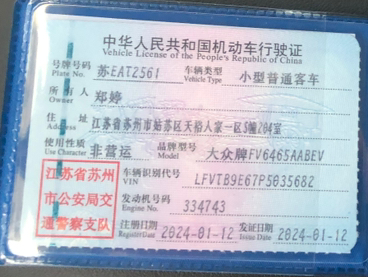 中华人民共和国机动车行驶证
Vehicle License of the People's Republic of China
号牌号码 Plate No. 苏EAT2561 车辆类型 Vehicle Type 小型普通客车
所有人 Owner 郑婷
住址 Address 江苏省苏州市姑苏区天裕人家一区5幢204室
使用性质 Use Character 非营运 品牌型号 Model 大众牌FV6465AABEV
江苏省苏州市公安局交通警察支队
车辆识别代号 VIN LFVTB9E67P5035682
发动机号码 Engine No. 334743
注册日期 Register Date 2024-01-12 发证日期 Issue Date 2024-01-12